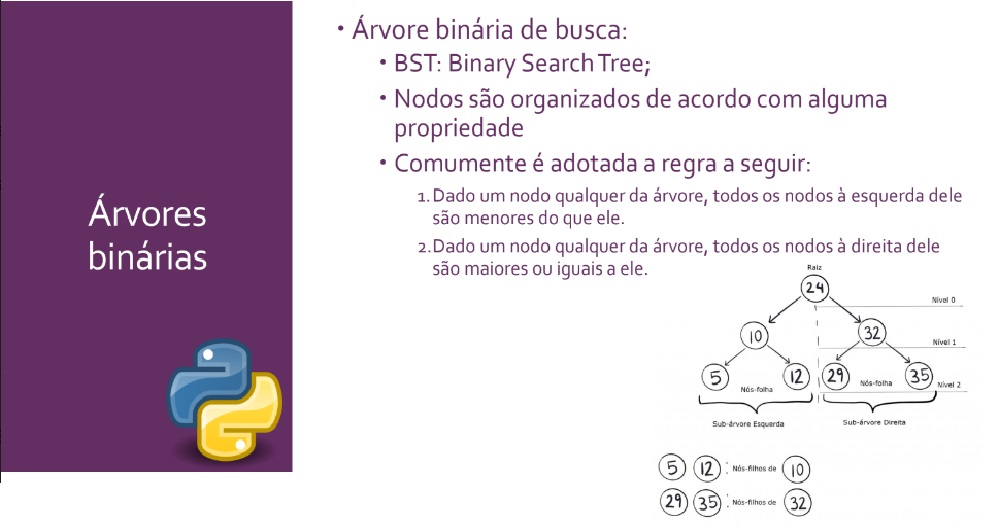 Árvores
binárias
• Árvore binária de busca:
• BST: Binary Search Tree;
• Nodos são organizados de acordo com alguma
propriedade
• Comumente é adotada a regra a seguir:
1. Dado um nodo qualquer da árvore, todos os nodos à esquerda dele
são menores do que ele.
2. Dado um nodo qualquer da árvore, todos os nodos à direita dele
são maiores ou iguais a ele.
Raiz
24
Nível 0
10
32
Nível 1
5
12
29
35
Nós-folha
Nós-folha
Nível 2
Sub-árvore Esquerda
Sub-árvore Direita
5 12 : Nós-filhos de 10
29 35 : Nós-filhos de 32